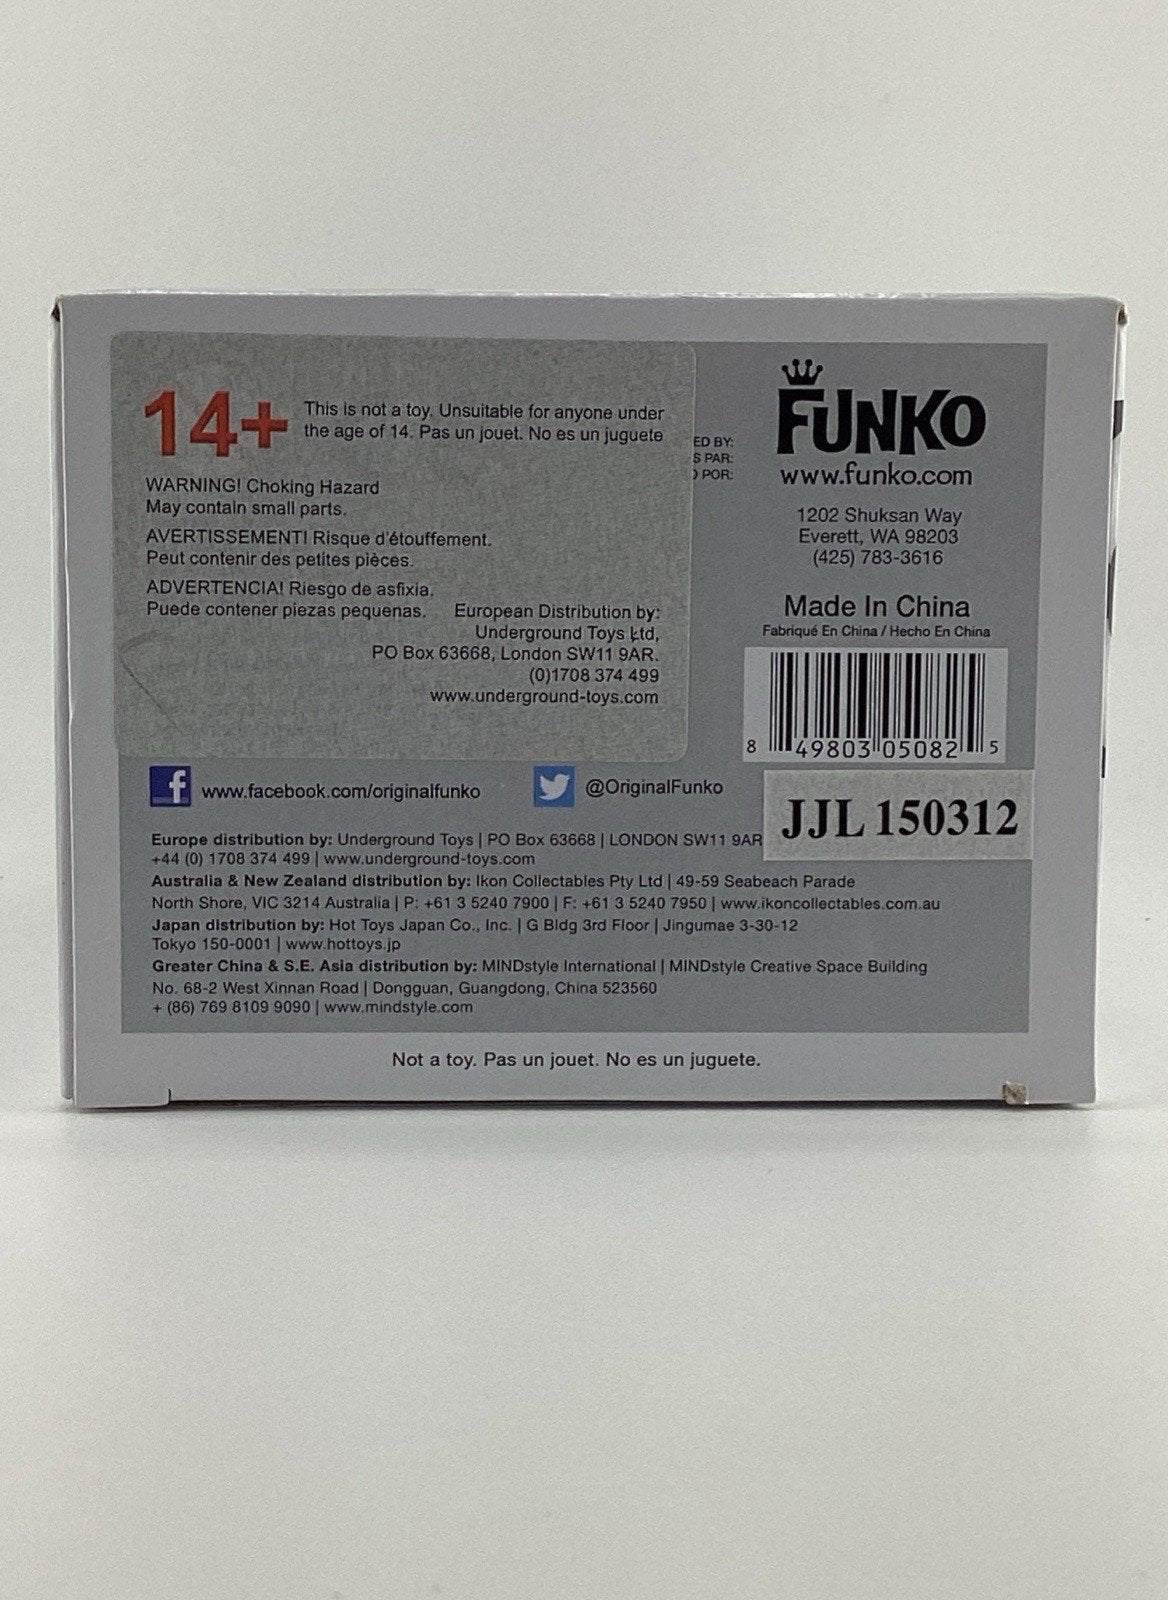 14+
This is not a toy. Unsuitable for anyone under
the age of 14. Pas un jouet. No es un juguete
WARNING! Choking Hazard
May contain small parts.
AVERTISSEMENT! Risque d'étouffement.
Peut contenir des petites pièces.
ADVERTENCIA! Riesgo de asfixia.
Puede contener piezas pequenas.
European Distribution by:
Underground Toys Ltd,
PO Box 63668, London SW11 9AR.
(0)1708 374 499
www.underground-toys.com
ED BY:
S PAR:
POR:
FUNKO
www.funko.com
1202 Shuksan Way
Everett, WA 98203
(425) 783-3616
Made In China
Fabriqué En China / Hecho En China
8 49803 05082 5
JJL 150312
f www.facebook.com/originalfunko
@OriginalFunko
Europe distribution by: Underground Toys | PO Box 63668 | LONDON SW11 9AR
+44 (0) 1708 374 499 | www.underground-toys.com
Australia & New Zealand distribution by: Ikon Collectables Pty Ltd | 49-59 Seabeach Parade
North Shore, VIC 3214 Australia | P: +61 3 5240 7900 | F: +61 3 5240 7950 | www.ikoncollectables.com.au
Japan distribution by: Hot Toys Japan Co., Inc. | G Bldg 3rd Floor | Jingumae 3-30-12
Tokyo 150-0001 | www.hottoys.jp
Greater China & S.E. Asia distribution by: MINDstyle International | MINDstyle Creative Space Building
No. 68-2 West Xinnan Road | Dongguan, Guangdong, China 523560
+ (86) 769 8109 9090 | www.mindstyle.com
Not a toy. Pas un jouet. No es un juguete.